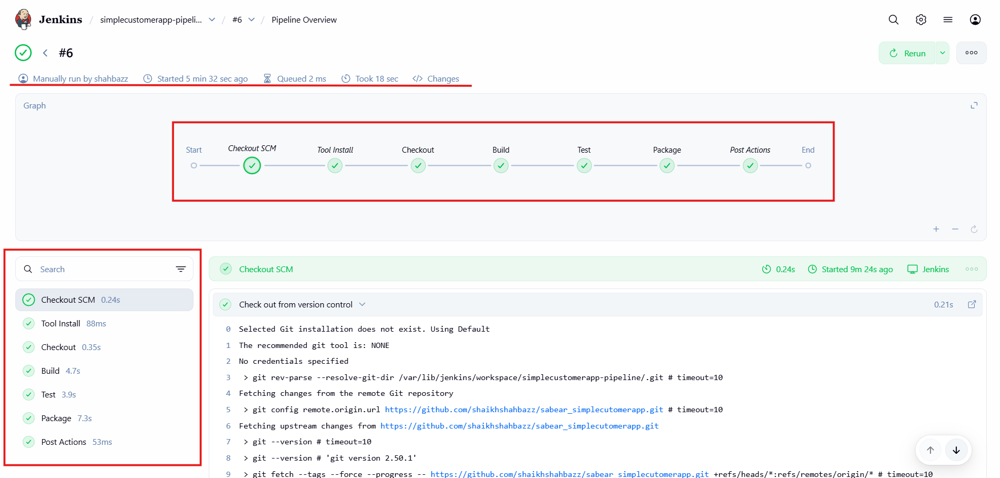 Jenkins / simplecustomerapp-pipeli... / #6 / Pipeline Overview
#6
Rerun
Manually run by shahbazz Started 5 min 32 sec ago Queued 2 ms Took 18 sec </> Changes
Graph
Start Checkout SCM Tool Install Checkout Build Test Package Post Actions End
Search
Checkout SCM 0.24s
Tool Install 88ms
Checkout 0.35s
Build 4.7s
Test 3.9s
Package 7.3s
Post Actions 53ms
Checkout SCM 0.24s Started 9m 24s ago Jenkins
Check out from version control 0.21s
0 Selected Git installation does not exist. Using Default
1 The recommended git tool is: NONE
2 No credentials specified
3 > git rev-parse --resolve-git-dir /var/lib/jenkins/workspace/simplecustomerapp-pipeline/.git # timeout=10
4 Fetching changes from the remote Git repository
5 > git config remote.origin.url https://github.com/shaikhshahbazz/sabear_simplecutomerapp.git # timeout=10
6 Fetching upstream changes from https://github.com/shaikhshahbazz/sabear_simplecutomerapp.git
7 > git --version # timeout=10
8 > git --version # 'git version 2.50.1'
9 > git fetch --tags --force --progress -- https://github.com/shaikhshahbazz/sabear_simplecutomerapp.git +refs/heads/*:refs/remotes/origin/* # timeout=10